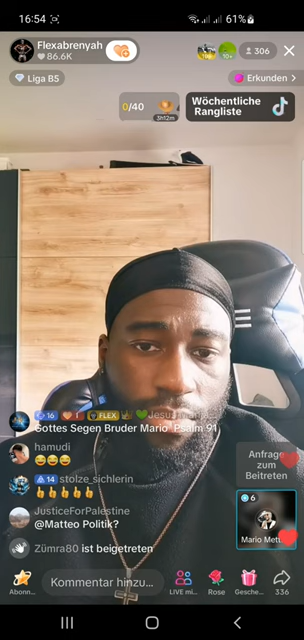 16:54
61%
Flexabrenyah
86.6K
10+
306
Liga B5
Erkunden >
0/40
3h12m
Wöchentliche
Rangliste
16
1
FLEX
Gottes Segen Bruder Mario Psalm 91
hamudi
14 stolze_sichlerin
JusticeForPalestine
@Matteo Politik?
Zümra80 ist beigetreten
Anfrage
zum
Beitreten
6
Kommentar hinzu...
Abonn...
LIVE mi...
Rose
Gesche...
336